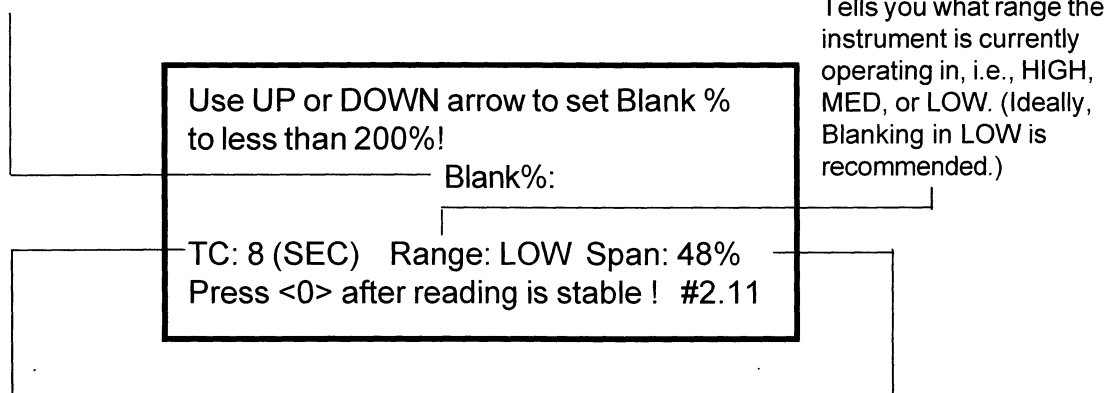 Tells you what range the
instrument is currently
operating in, i.e., HIGH,
MED, or LOW. (Ideally,
Blanking in LOW is
recommended.)
Use UP or DOWN arrow to set Blank %
to less than 200%!
Blank%:
TC: 8 (SEC) Range: LOW Span: 48%
Press <0> after reading is stable ! #2.11